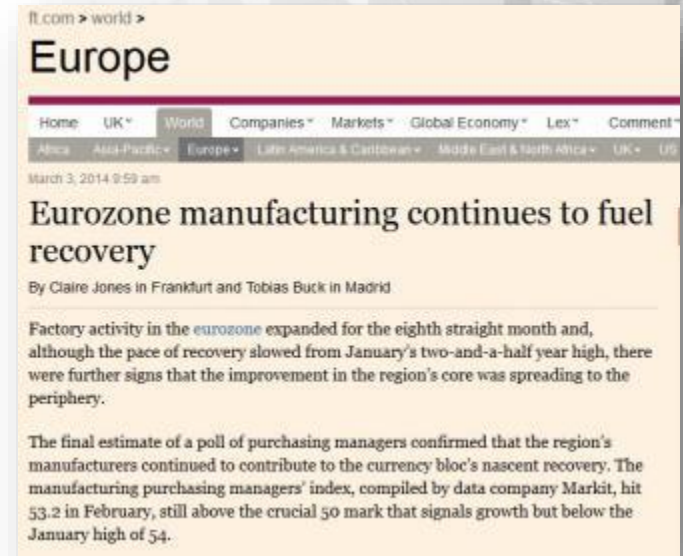 ft.com > world >
Europe
Home UK World Companies Markets Global Economy Lex Comment
Africa Asia-Pacific Europe Latin America & Caribbean Middle East & North Africa UK US
March 3, 2014 9:59 am
Eurozone manufacturing continues to fuel
recovery
By Claire Jones in Frankfurt and Tobias Buck in Madrid
Factory activity in the eurozone expanded for the eighth straight month and,
although the pace of recovery slowed from January's two-and-a-half year high, there
were further signs that the improvement in the region's core was spreading to the
periphery.
The final estimate of a poll of purchasing managers confirmed that the region's
manufacturers continued to contribute to the currency bloc's nascent recovery. The
manufacturing purchasing managers' index, compiled by data company Markit, hit
53.2 in February, still above the crucial 50 mark that signals growth but below the
January high of 54.